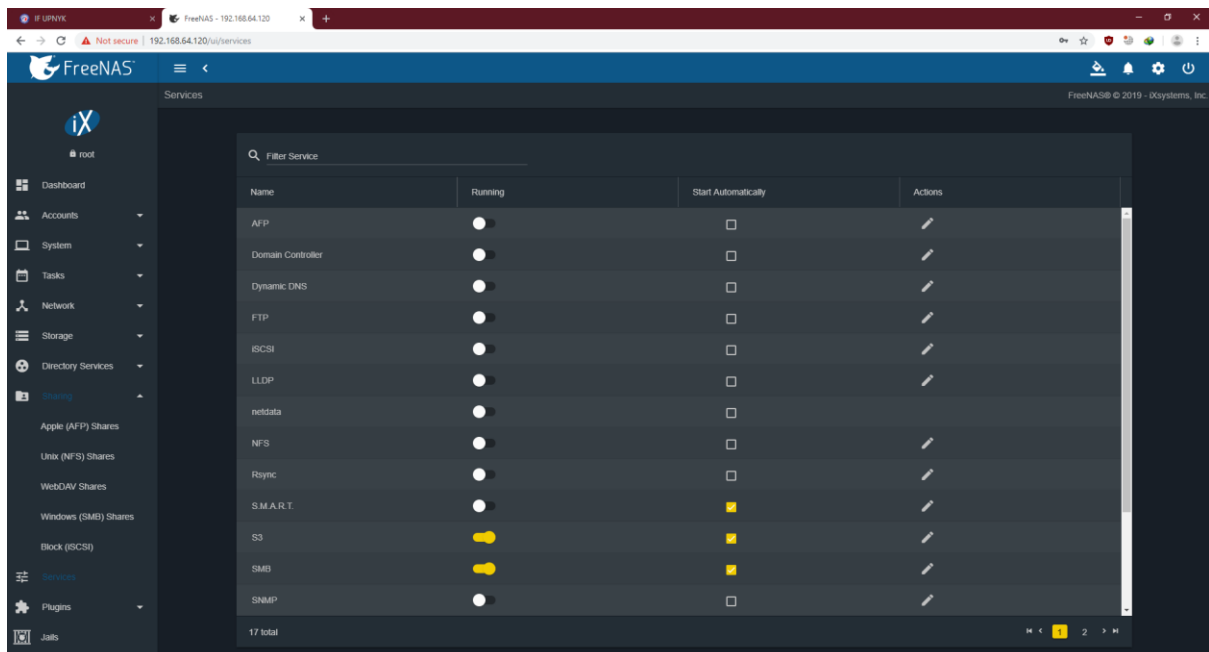 IF UPNYK
FreeNAS - 192.168.64.120
Not secure | 192.168.64.120/ui/services
FreeNAS®
Services
FreeNAS® © 2019 - iXsystems, Inc.
iX
root
Dashboard
Accounts
System
Tasks
Network
Storage
Directory Services
Sharing
Apple (AFP) Shares
Unix (NFS) Shares
WebDAV Shares
Windows (SMB) Shares
Block (iSCSI)
Services
Plugins
Jails
Filter Service
Name Running Start Automatically Actions
AFP
Domain Controller
Dynamic DNS
FTP
iSCSI
LLDP
netdata
NFS
Rsync
S.M.A.R.T.
S3
SMB
SNMP
17 total
1 2